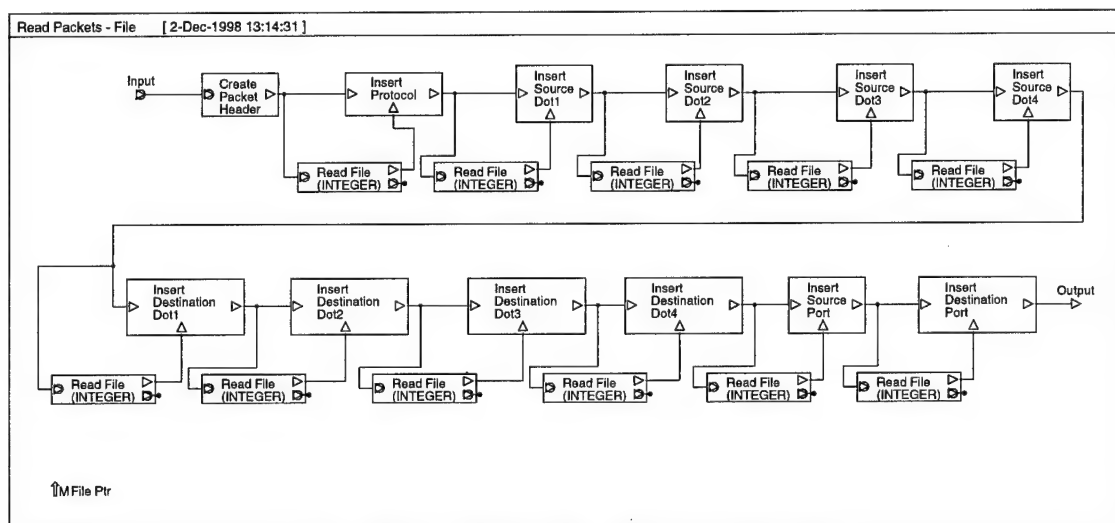 Read Packets - File [ 2-Dec-1998 13:14:31 ]
Input
Create
Packet
Header
Insert
Protocol
Insert
Source
Dot1
Insert
Source
Dot2
Insert
Source
Dot3
Insert
Source
Dot4
Read File
(INTEGER)
Read File
(INTEGER)
Read File
(INTEGER)
Read File
(INTEGER)
Read File
(INTEGER)
Insert
Destination
Dot1
Insert
Destination
Dot2
Insert
Destination
Dot3
Insert
Destination
Dot4
Insert
Source
Port
Insert
Destination
Port
Output
Read File
(INTEGER)
Read File
(INTEGER)
Read File
(INTEGER)
Read File
(INTEGER)
Read File
(INTEGER)
Read File
(INTEGER)
⇧M File Ptr